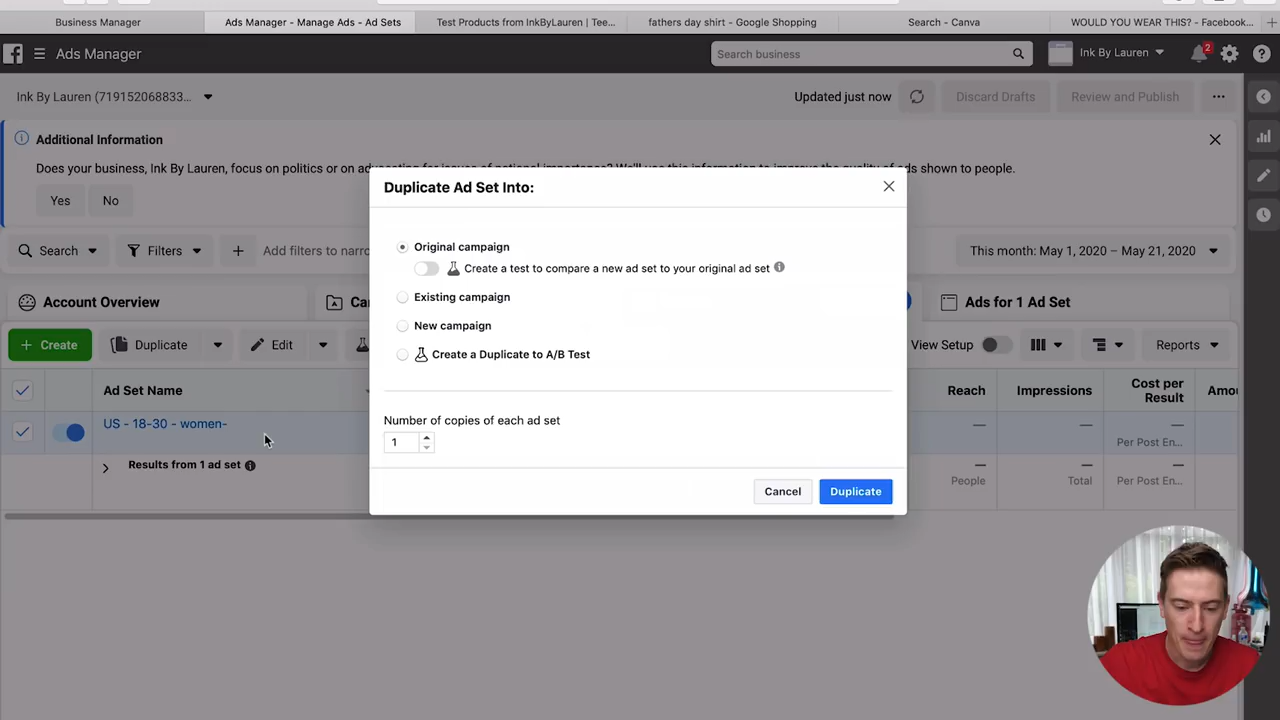 Business Manager
Ads Manager - Manage Ads - Ad Sets
Test Products from InkByLauren | Tee...
fathers day shirt - Google Shopping
Search - Canva
WOULD YOU WEAR THIS? - Facebook...
Ads Manager
Search business
Ink By Lauren
2
Ink By Lauren (719152068833...
Updated just now
Discard Drafts
Review and Publish
Additional Information
Does your business, Ink By Lauren, focus on politics or on advocating for issues of national importance? We'll use this information to improve the quality of ads shown to people.
Yes
No
Duplicate Ad Set Into:
Original campaign
Create a test to compare a new ad set to your original ad set
Existing campaign
New campaign
Create a Duplicate to A/B Test
Number of copies of each ad set
1
Cancel
Duplicate
Search
Filters
Add filters to narro
This month: May 1, 2020 – May 21, 2020
Account Overview
Ca
Ads for 1 Ad Set
+ Create
Duplicate
Edit
View Setup
Reports
Ad Set Name
Reach
Impressions
Cost per Result
Amou
US - 18-30 - women-
—
—
—
Per Post En...
Results from 1 ad set
—
People
—
Total
—
Per Post En...